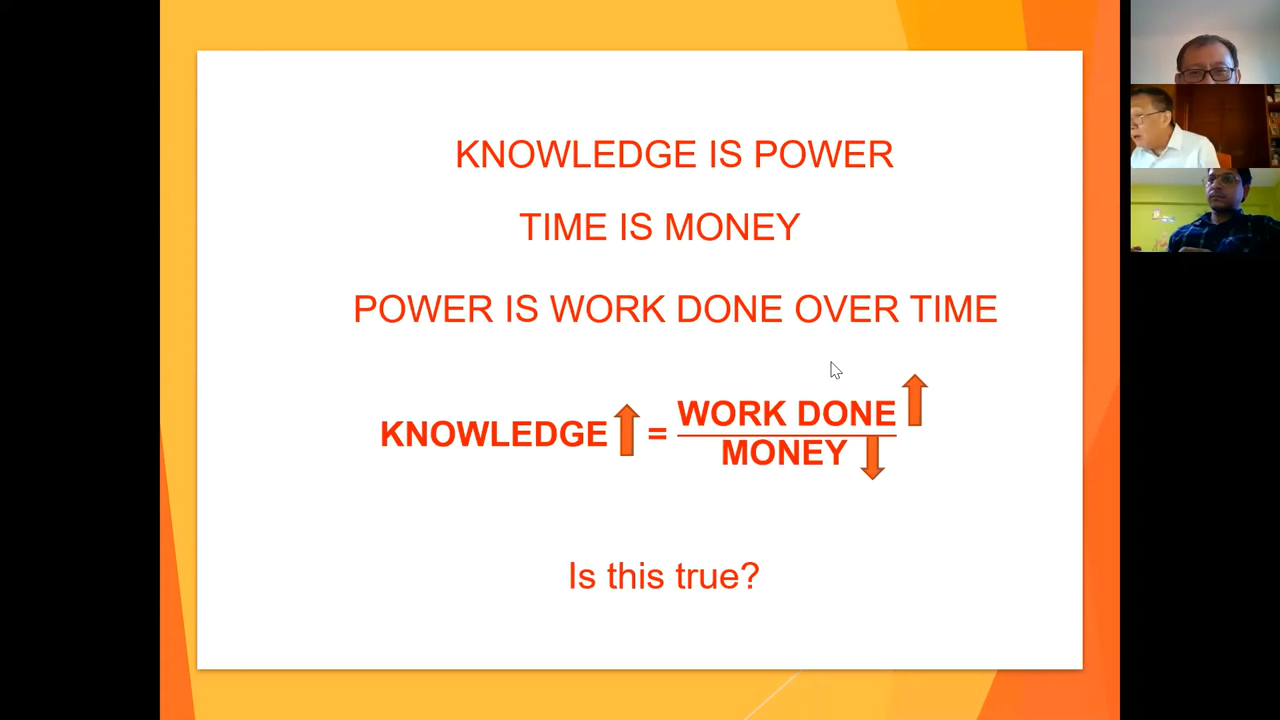 KNOWLEDGE IS POWER
TIME IS MONEY
POWER IS WORK DONE OVER TIME
KNOWLEDGE = WORK DONE
MONEY
Is this true?